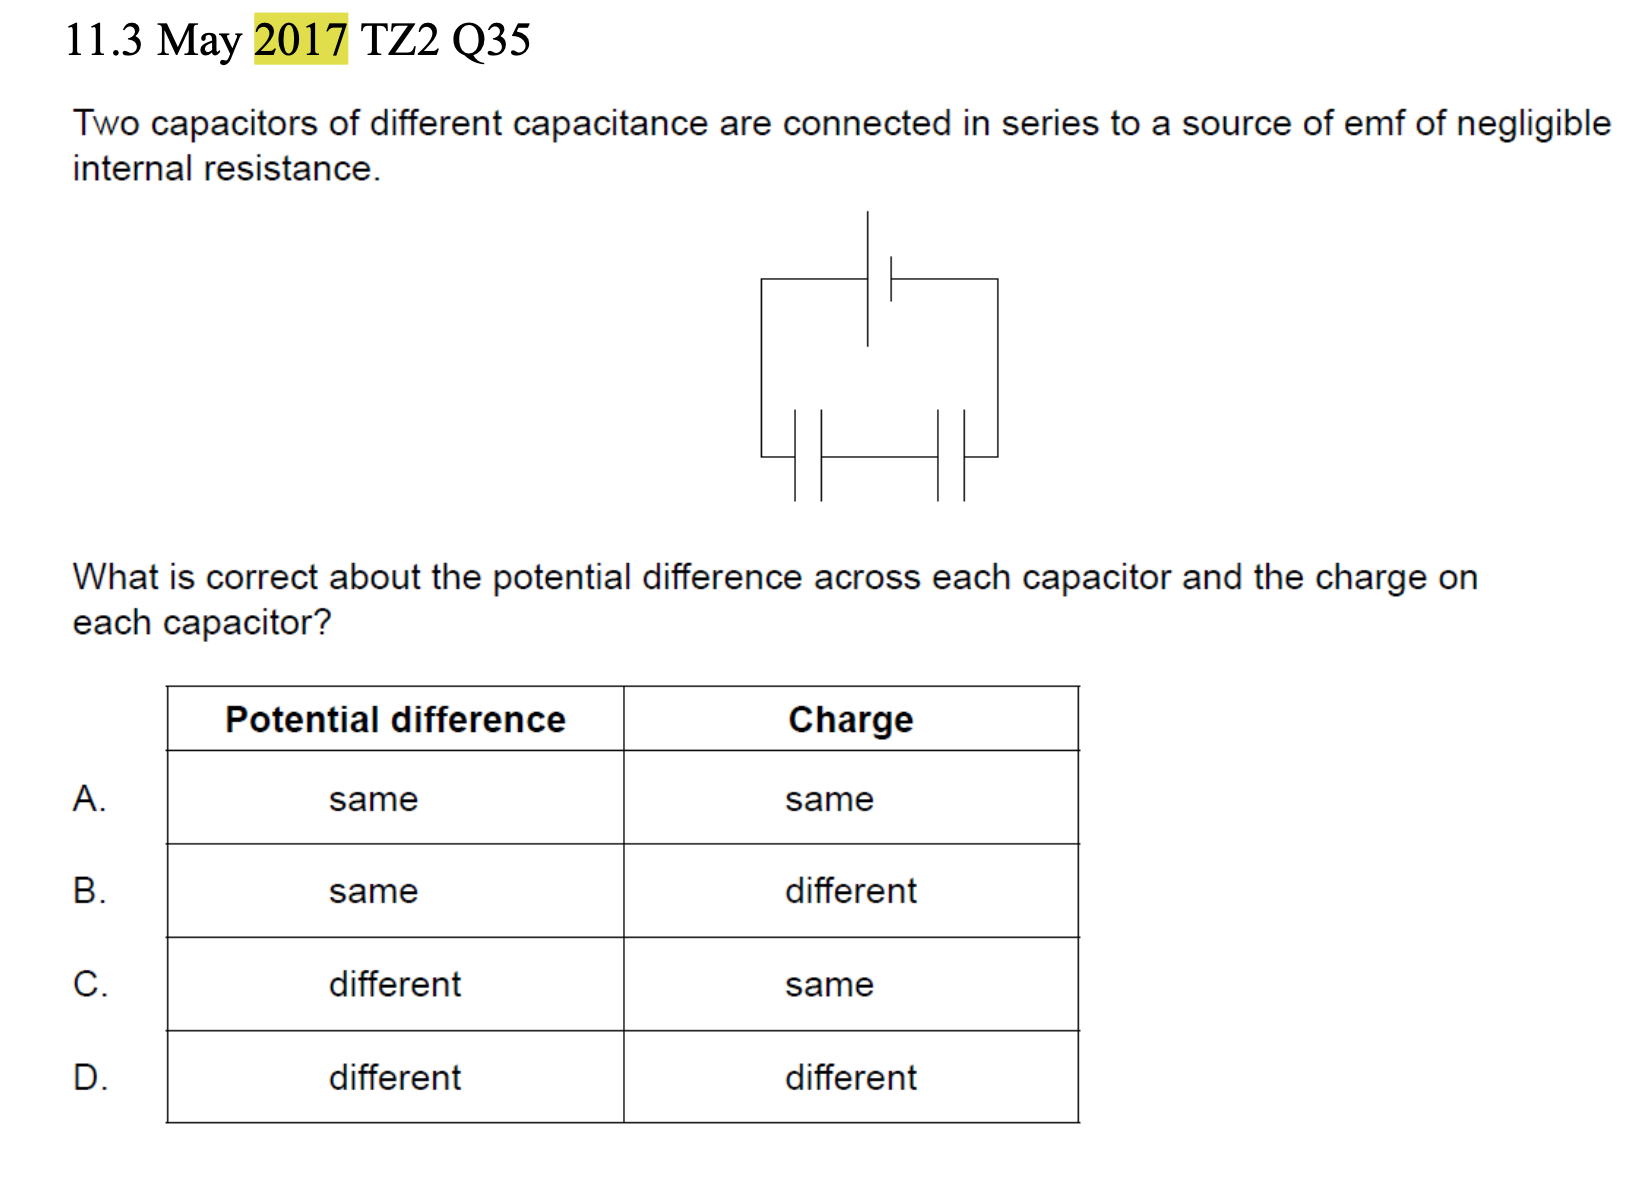 11.3 May 2017 TZ2 Q35
Two capacitors of different capacitance are connected in series to a source of emf of negligible
internal resistance.
What is correct about the potential difference across each capacitor and the charge on
each capacitor?
Potential difference Charge
A. same same
B. same different
C. different same
D. different different